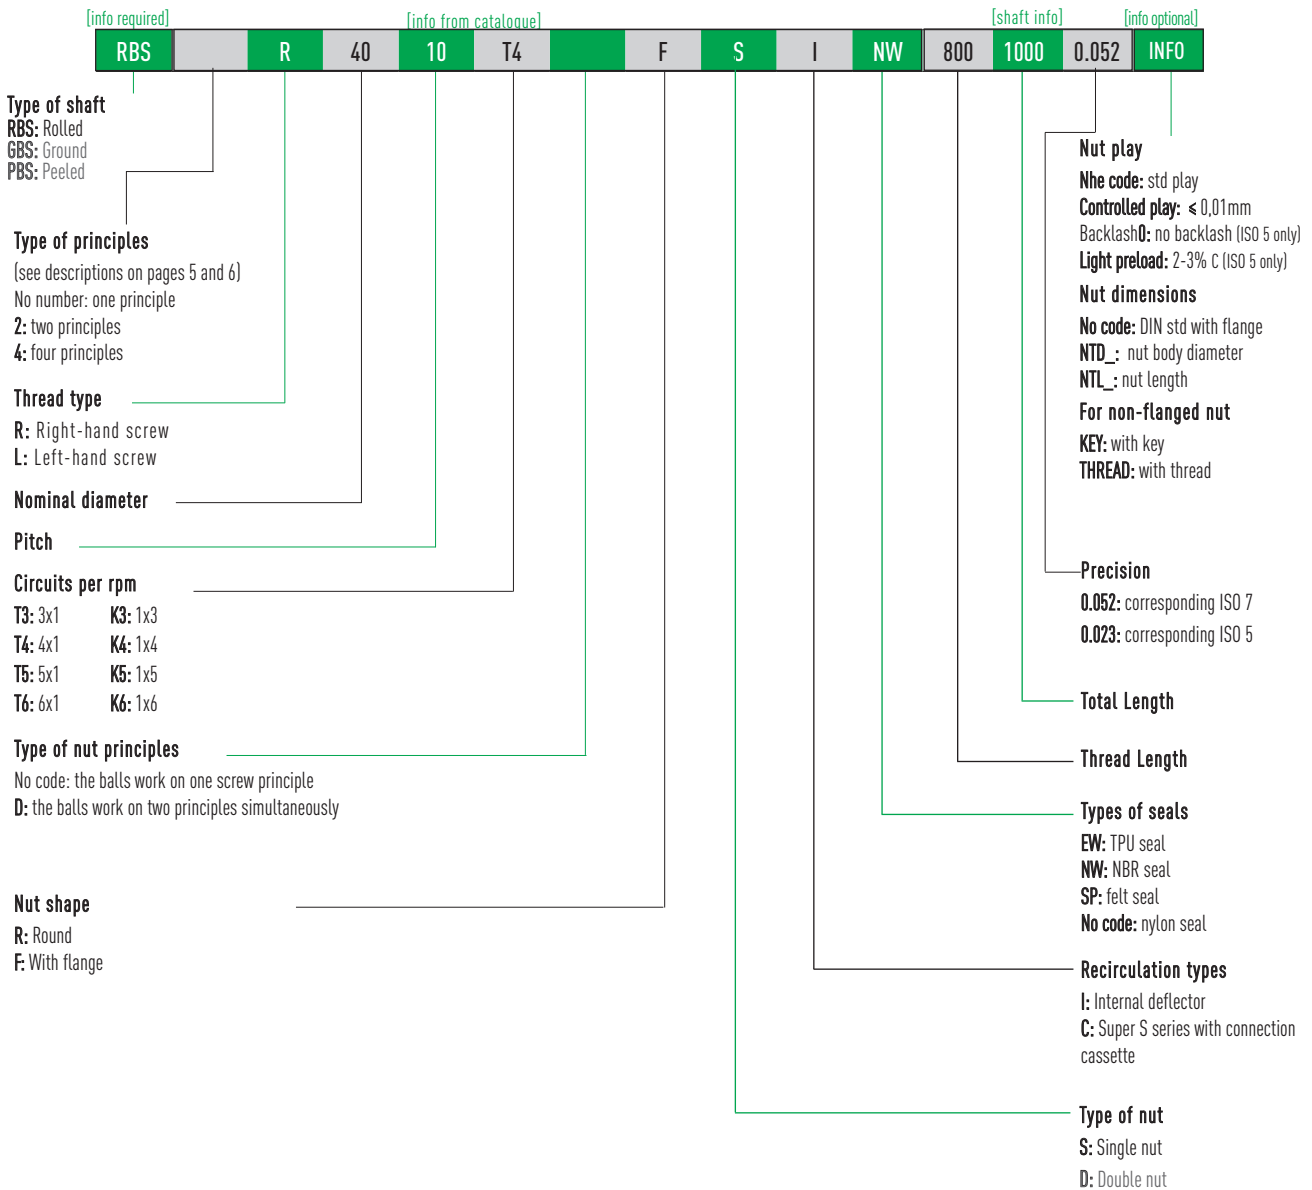 [info required] [info from catalogue] [shaft info] [info optional]
RBS R 40 10 T4 F S I NW 800 1000 0.052 INFO
Type of shaft
RBS: Rolled
GBS: Ground
PBS: Peeled
Type of principles
(see descriptions on pages 5 and 6)
No number: one principle
2: two principles
4: four principles
Thread type
R: Right-hand screw
L: Left-hand screw
Nominal diameter
Pitch
Circuits per rpm
T3: 3x1 K3: 1x3
T4: 4x1 K4: 1x4
T5: 5x1 K5: 1x5
T6: 6x1 K6: 1x6
Type of nut principles
No code: the balls work on one screw principle
D: the balls work on two principles simultaneously
Nut shape
R: Round
F: With flange
Nut play
Nhe code: std play
Controlled play: ⩽ 0,01mm
Backlash0: no backlash (ISO 5 only)
Light preload: 2-3% C (ISO 5 only)
Nut dimensions
No code: DIN std with flange
NTD_: nut body diameter
NTL_: nut length
For non-flanged nut
KEY: with key
THREAD: with thread
Precision
0.052: corresponding ISO 7
0.023: corresponding ISO 5
Total Length
Thread Length
Types of seals
EW: TPU seal
NW: NBR seal
SP: felt seal
No code: nylon seal
Recirculation types
I: Internal deflector
C: Super S series with connection
cassette
Type of nut
S: Single nut
D: Double nut